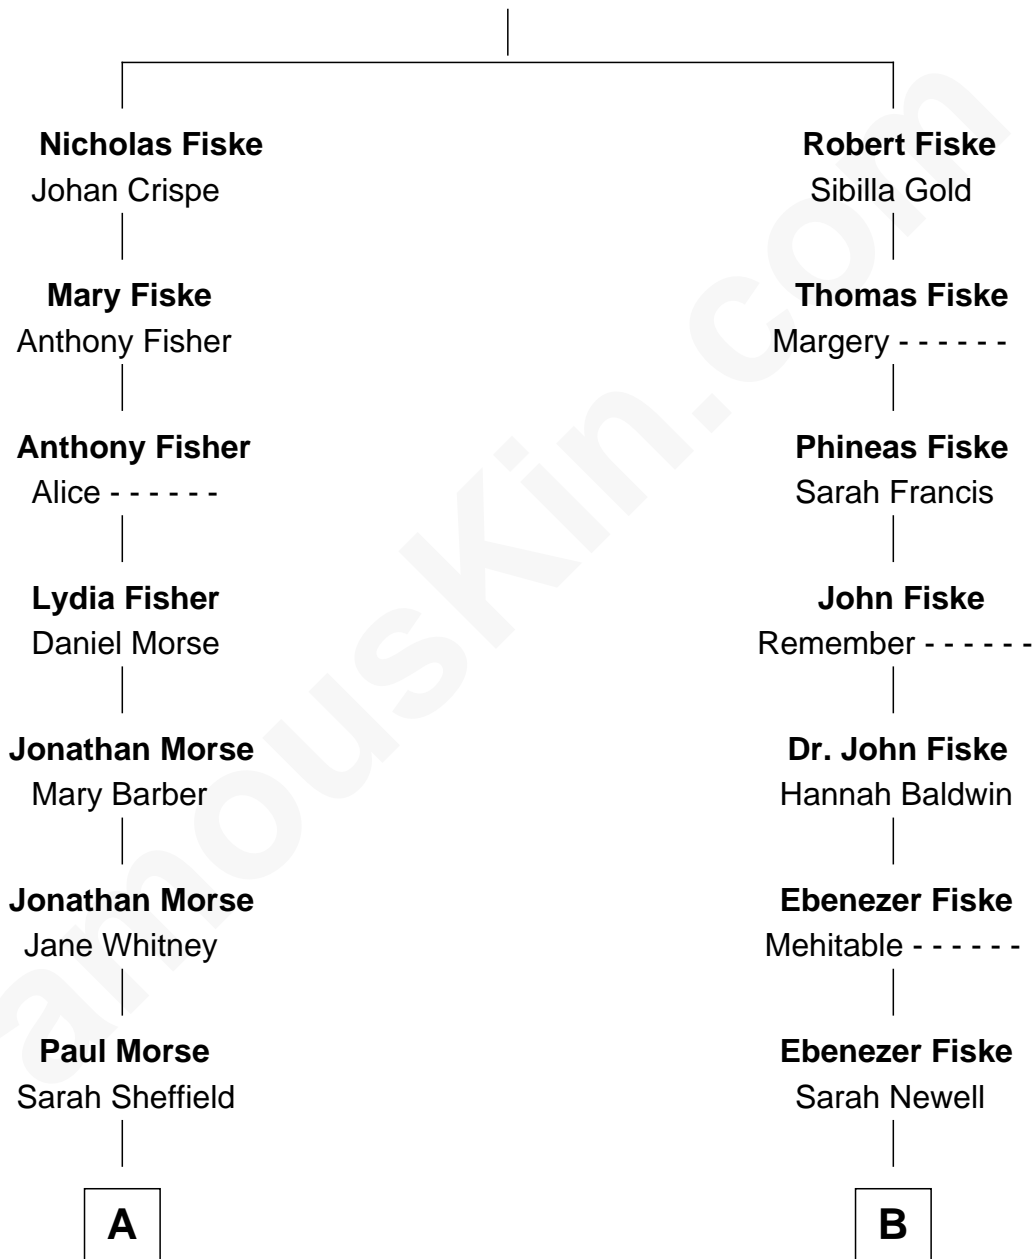 Nicholas Fiske
Johan Crispe
Mary Fiske
Anthony Fisher
Anthony Fisher
Alice - - - - - -
Lydia Fisher
Daniel Morse
Jonathan Morse
Mary Barber
Jonathan Morse
Jane Whitney
Paul Morse
Sarah Sheffield
A
Robert Fiske
Sibilla Gold
Thomas Fiske
Margery - - - - - -
Phineas Fiske
Sarah Francis
John Fiske
Remember - - - - - -
Dr. John Fiske
Hannah Baldwin
Ebenezer Fiske
Mehitable - - - - - -
Ebenezer Fiske
Sarah Newell
B
amouskin.com